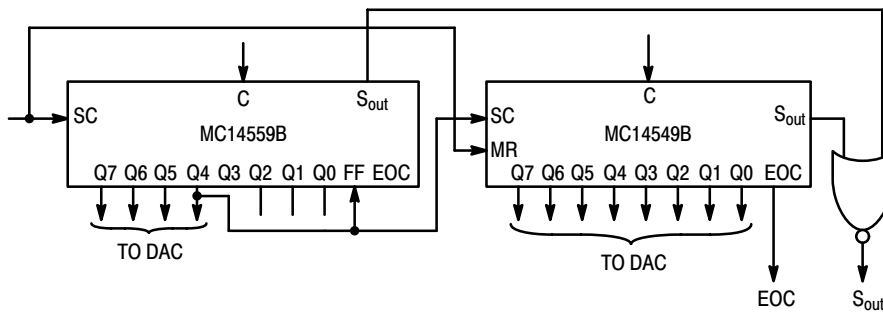 C
S_out
SC
MC14559B
Q7 Q6 Q5 Q4 Q3 Q2 Q1 Q0 FF EOC
TO DAC
C
S_out
SC
MC14549B
MR
Q7 Q6 Q5 Q4 Q3 Q2 Q1 Q0 EOC
TO DAC
EOC
S_out